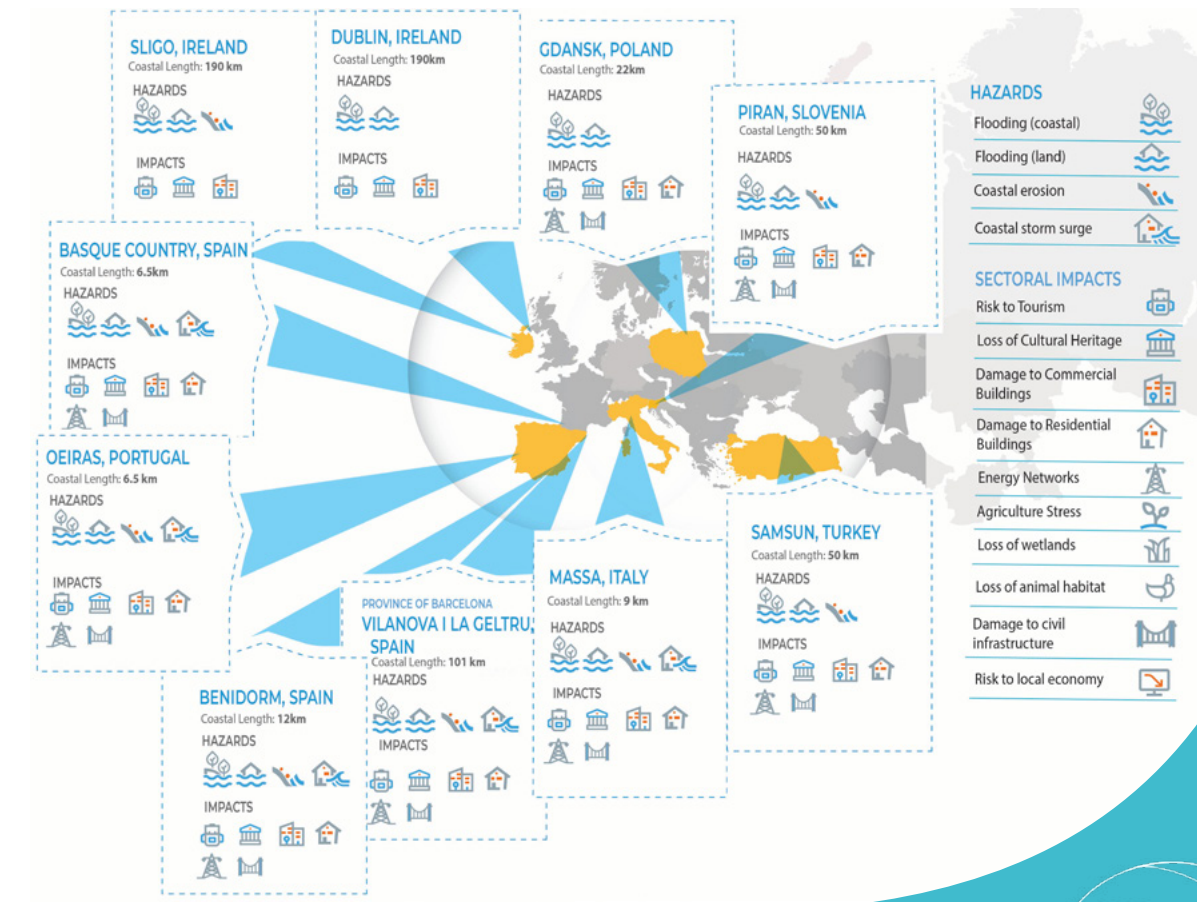 SLIGO, IRELAND
Coastal Length: 190 km
HAZARDS
IMPACTS
DUBLIN, IRELAND
Coastal Length: 190km
HAZARDS
IMPACTS
GDANSK, POLAND
Coastal Length: 22km
HAZARDS
IMPACTS
PIRAN, SLOVENIA
Coastal Length: 50 km
HAZARDS
IMPACTS
BASQUE COUNTRY, SPAIN
Coastal Length: 6.5km
HAZARDS
IMPACTS
OEIRAS, PORTUGAL
Coastal Length: 6.5 km
HAZARDS
IMPACTS
BENIDORM, SPAIN
Coastal Length: 12km
HAZARDS
IMPACTS
PROVINCE OF BARCELONA
VILANOVA I LA GELTRU,
SPAIN
Coastal Length: 101 km
HAZARDS
IMPACTS
MASSA, ITALY
Coastal Length: 9 km
HAZARDS
IMPACTS
SAMSUN, TURKEY
Coastal Length: 50 km
HAZARDS
IMPACTS
HAZARDS
Flooding (coastal)
Flooding (land)
Coastal erosion
Coastal storm surge
SECTORAL IMPACTS
Risk to Tourism
Loss of Cultural Heritage
Damage to Commercial
Buildings
Damage to Residential
Buildings
Energy Networks
Agriculture Stress
Loss of wetlands
Loss of animal habitat
Damage to civil
infrastructure
Risk to local economy